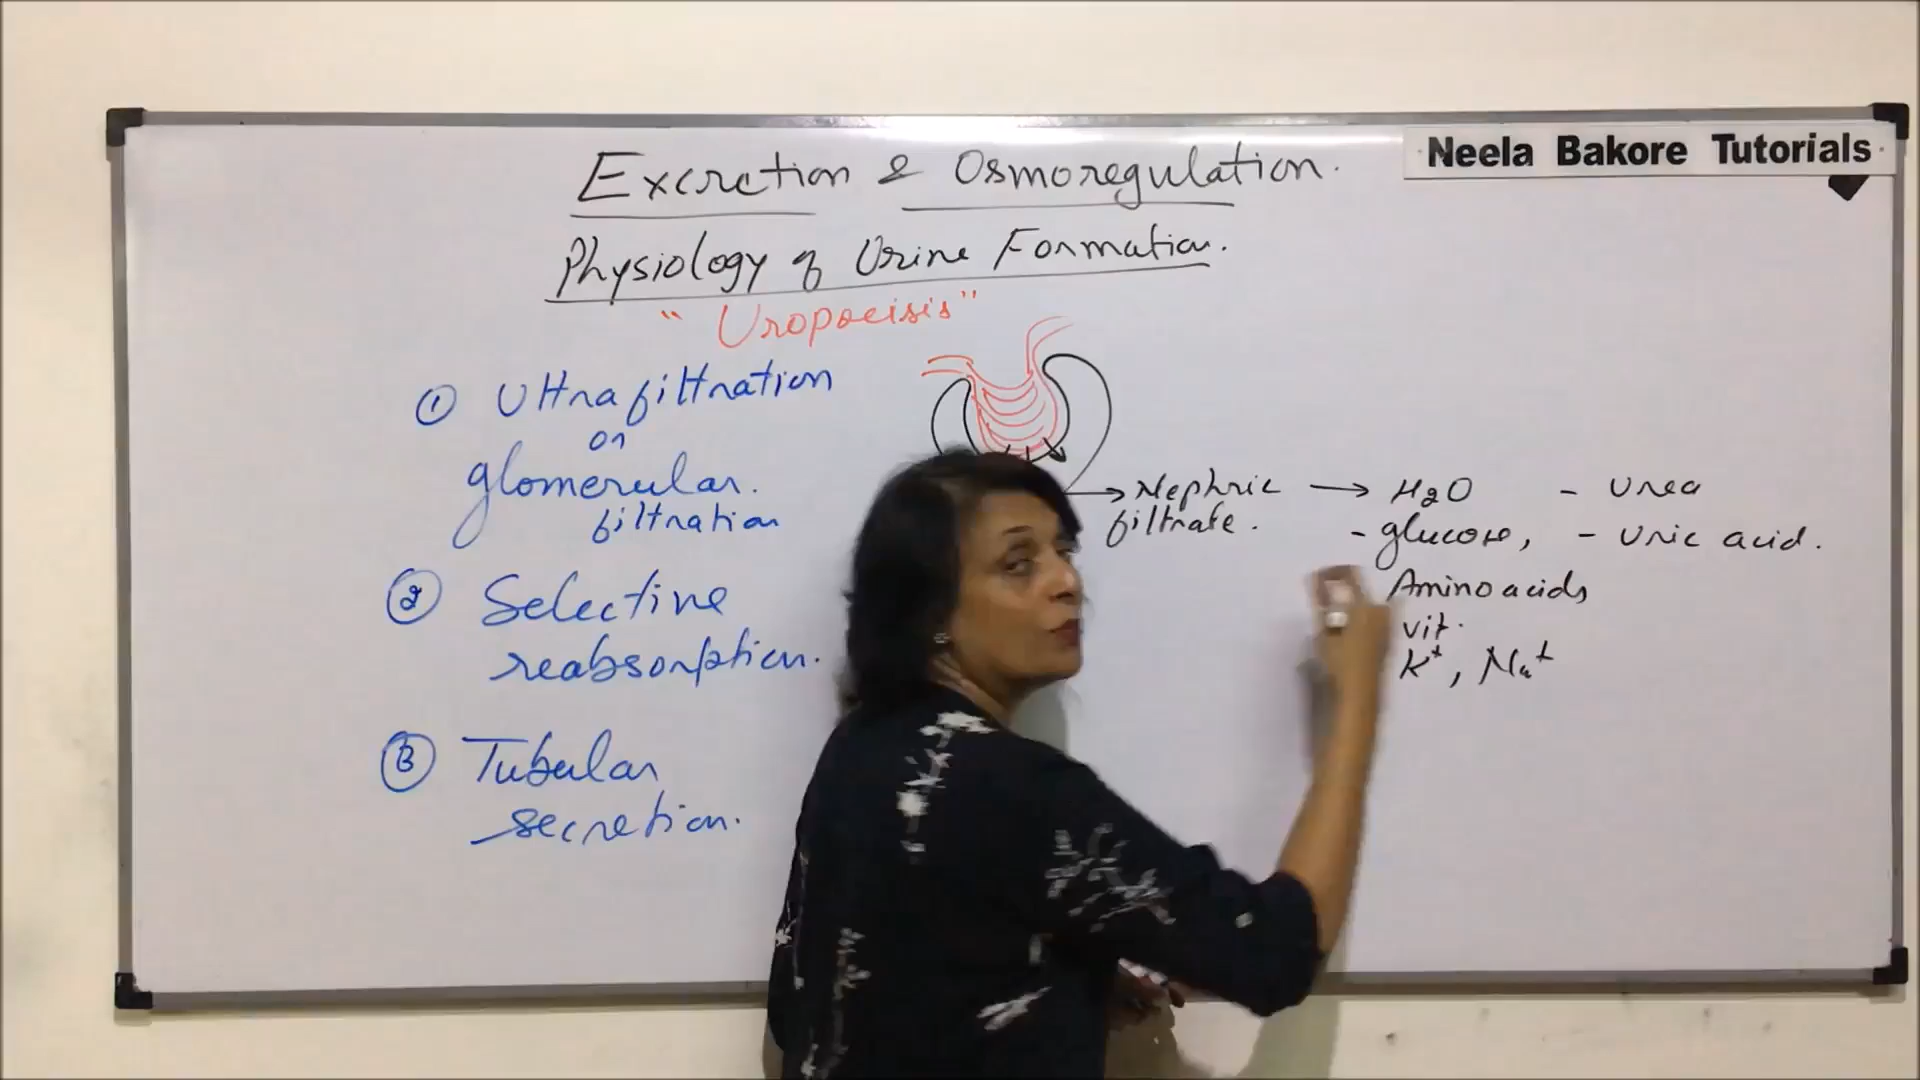 Neela Bakore Tutorials
Excretion & Osmoregulation.
Physiology of Urine Formation.
"Uropoeisis"
① Ultrafiltration
or
glomerular.
filtration
② Selective
reabsorption.
③ Tubular
secretion.
→ Nephric → H2O - Urea
filtrate. - glucose, - Uric acid.
Amino acids
vit.
K+, Na+